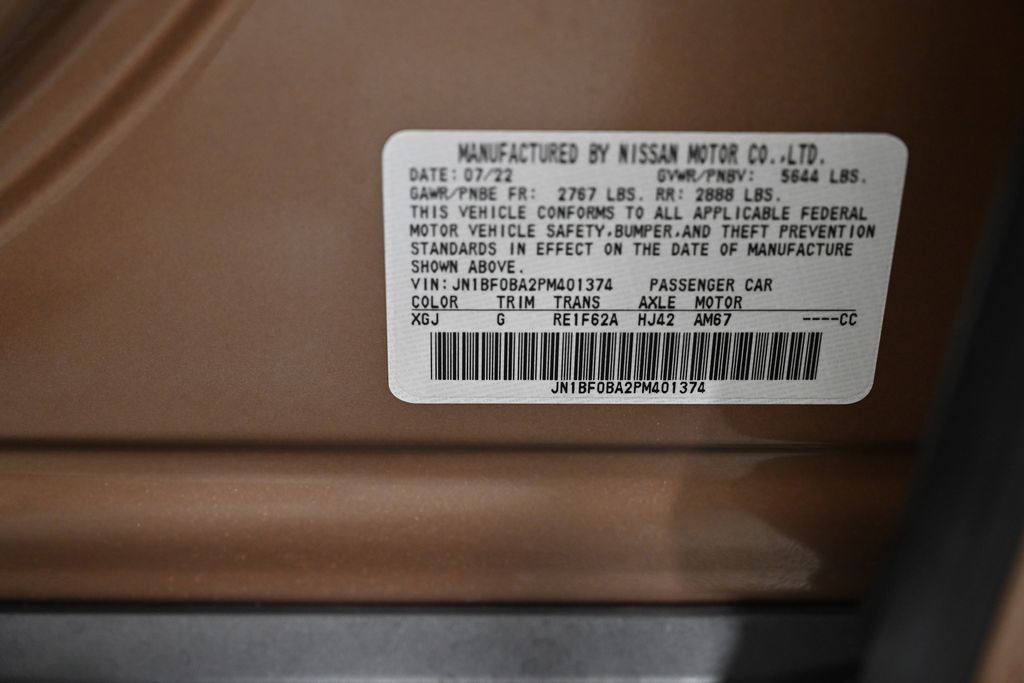 MANUFACTURED BY NISSAN MOTOR CO.,LTD.
DATE: 07/22 GVWR/PNBV: 5644 LBS.
GAWR/PNBE FR: 2767 LBS. RR: 2888 LBS.
THIS VEHICLE CONFORMS TO ALL APPLICABLE FEDERAL
MOTOR VEHICLE SAFETY,BUMPER,AND THEFT PREVENTION
STANDARDS IN EFFECT ON THE DATE OF MANUFACTURE
SHOWN ABOVE.
VIN:JN1BF0BA2PM401374 PASSENGER CAR
COLOR TRIM TRANS AXLE MOTOR
XGJ G RE1F62A HJ42 AM67 ----CC
JN1BF0BA2PM401374